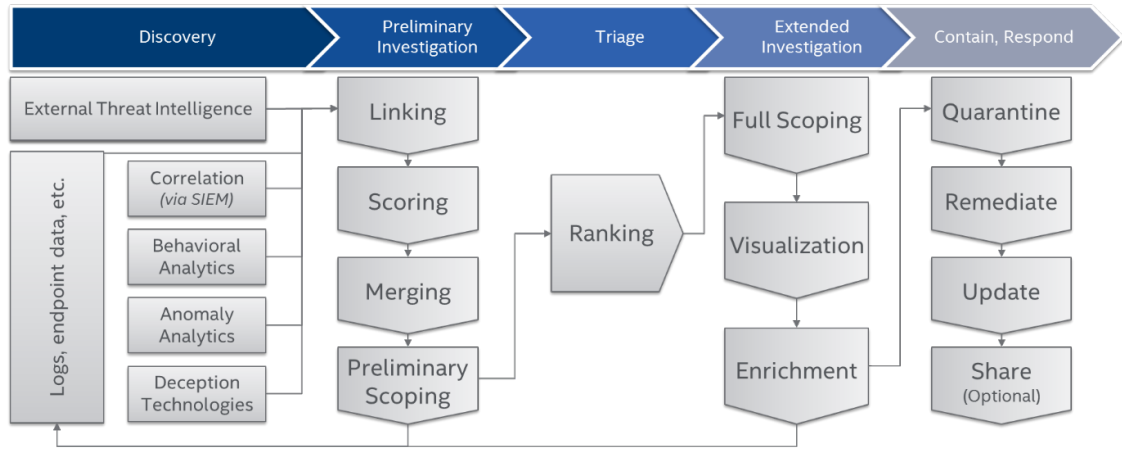 Discovery
Preliminary
Investigation
Triage
Extended
Investigation
Contain, Respond
External Threat Intelligence
Logs, endpoint data, etc.
Correlation
(via SIEM)
Behavioral
Analytics
Anomaly
Analytics
Deception
Technologies
Linking
Scoring
Merging
Preliminary
Scoping
Ranking
Full Scoping
Visualization
Enrichment
Quarantine
Remediate
Update
Share
(Optional)